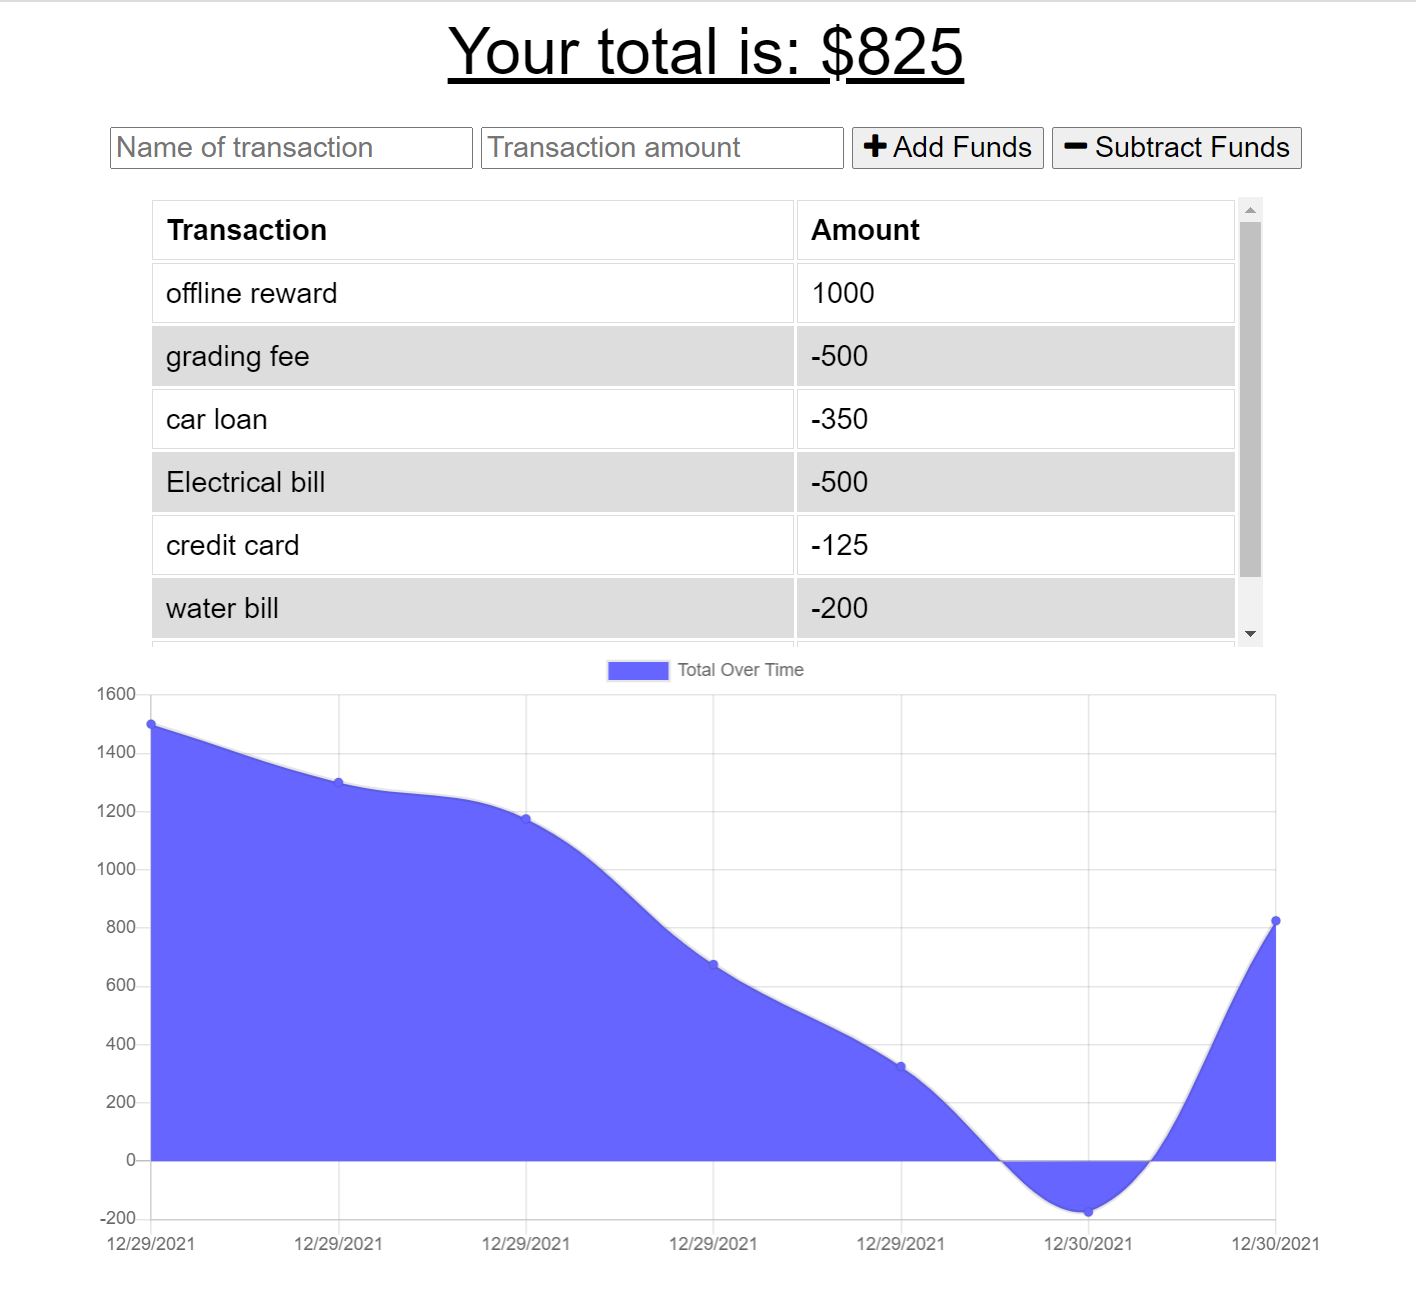 Your total is: $825
Name of transaction Transaction amount Add Funds Subtract Funds
Transaction Amount
offline reward 1000
grading fee -500
car loan -350
Electrical bill -500
credit card -125
water bill -200
Total Over Time
1600
1400
1200
1000
800
600
400
200
0
-200
12/29/2021 12/29/2021 12/29/2021 12/29/2021 12/29/2021 12/30/2021 12/30/2021